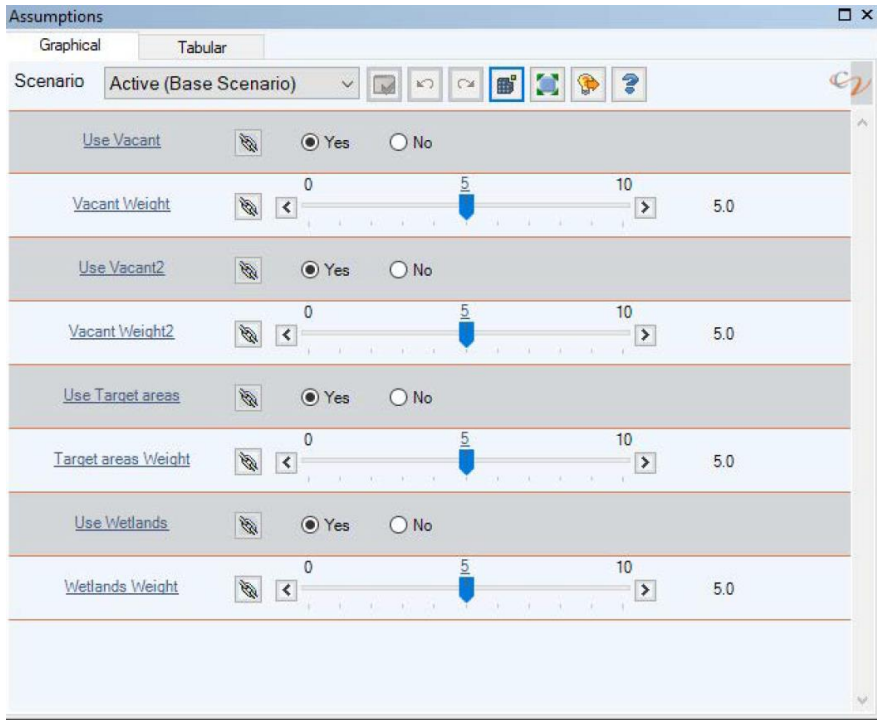 Assumptions
Graphical Tabular
Scenario Active (Base Scenario)
Use Vacant Yes No
0 5 10
Vacant Weight 5.0
Use Vacant2 Yes No
0 5 10
Vacant Weight2 5.0
Use Target areas Yes No
0 5 10
Target areas Weight 5.0
Use Wetlands Yes No
0 5 10
Wetlands Weight 5.0